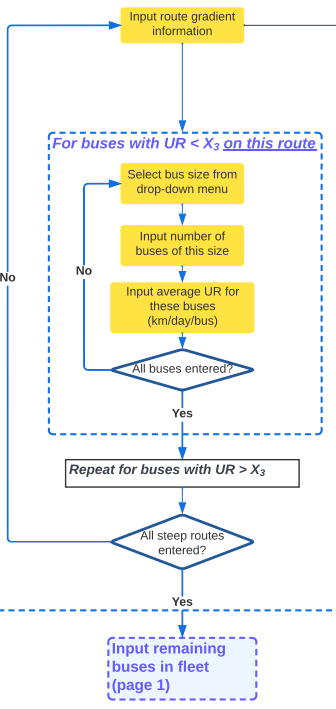 Input route gradient
information
For buses with UR < X₃ on this route
Select bus size from
drop-down menu
Input number of
buses of this size
No
No
Input average UR for
these buses
(km/day/bus)
All buses entered?
Yes
Repeat for buses with UR > X₃
All steep routes
entered?
Yes
Input remaining
buses in fleet
(page 1)